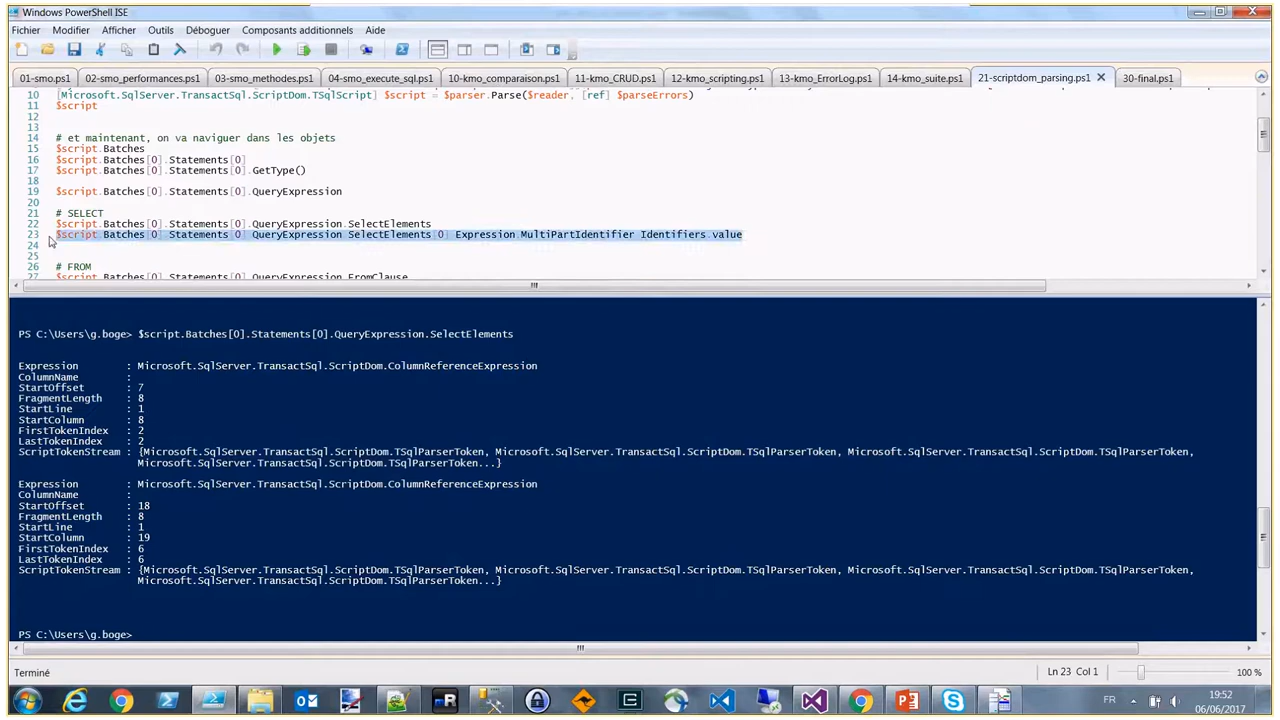 Windows PowerShell ISE
Fichier Modifier Afficher Outils Déboguer Composants additionnels Aide
01-smo.ps1 02-smo_performances.ps1 03-smo_methodes.ps1 04-smo_execute_sql.ps1 10-kmo_comparaison.ps1 11-kmo_CRUD.ps1 12-kmo_scripting.ps1 13-kmo_ErrorLog.ps1 14-kmo_suite.ps1 21-scriptdom_parsing.ps1 30-final.ps1
10 [Microsoft.SqlServer.TransactSql.ScriptDom.TSqlScript] $script = $parser.Parse($reader, [ref] $parseErrors)
11 $script
12
13
14 # et maintenant, on va naviguer dans les objets
15 $script.Batches
16 $script.Batches[0].Statements[0]
17 $script.Batches[0].Statements[0].GetType()
18
19 $script.Batches[0].Statements[0].QueryExpression
20
21 # SELECT
22 $script.Batches[0].Statements[0].QueryExpression.SelectElements
23 $script.Batches[0].Statements[0].QueryExpression.SelectElements[0].Expression.MultiPartIdentifier.Identifiers.value
24
25
26 # FROM
27 $script.Batches[0].Statements[0].QueryExpression.FromClause
PS C:\Users\g.boge> $script.Batches[0].Statements[0].QueryExpression.SelectElements
Expression : Microsoft.SqlServer.TransactSql.ScriptDom.ColumnReferenceExpression
ColumnName :
StartOffset : 7
FragmentLength : 8
StartLine : 1
StartColumn : 8
FirstTokenIndex : 2
LastTokenIndex : 2
ScriptTokenStream : {Microsoft.SqlServer.TransactSql.ScriptDom.TSqlParserToken, Microsoft.SqlServer.TransactSql.ScriptDom.TSqlParserToken, Microsoft.SqlServer.TransactSql.ScriptDom.TSqlParserToken,
Microsoft.SqlServer.TransactSql.ScriptDom.TSqlParserToken...}
Expression : Microsoft.SqlServer.TransactSql.ScriptDom.ColumnReferenceExpression
ColumnName :
StartOffset : 18
FragmentLength : 8
StartLine : 1
StartColumn : 19
FirstTokenIndex : 6
LastTokenIndex : 6
ScriptTokenStream : {Microsoft.SqlServer.TransactSql.ScriptDom.TSqlParserToken, Microsoft.SqlServer.TransactSql.ScriptDom.TSqlParserToken, Microsoft.SqlServer.TransactSql.ScriptDom.TSqlParserToken,
Microsoft.SqlServer.TransactSql.ScriptDom.TSqlParserToken...}
PS C:\Users\g.boge>
Terminé Ln 23 Col 1 100 %
FR 19:52
06/06/2017